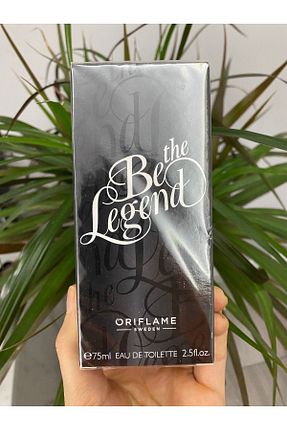 Be the
Legend
ORIFLAME
SWEDEN
℮75ml EAU DE TOILETTE 2.5fl.oz.